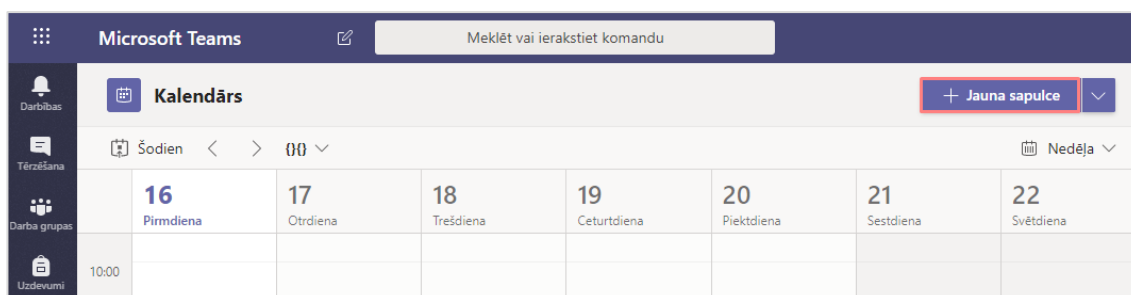 Microsoft Teams
Meklēt vai ierakstiet komandu
Darbības
Kalendārs
+ Jauna sapulce
Tērzēšana
Šodien < > {}{}
Nedēļa
Darba grupas
16 17 18 19 20 21 22
Pirmdiena Otrdiena Trešdiena Ceturtdiena Piektdiena Sestdiena Svētdiena
Uzdevumi
10:00